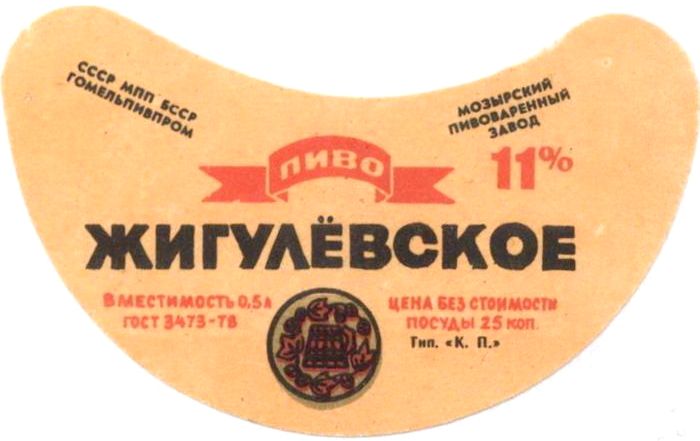 СССР МПП БССР
ГОМЕЛЬПИВПРОМ
МОЗЫРСКИЙ
ПИВОВАРЕННЫЙ
ЗАВОД
ПИВО
11%
ЖИГУЛЁВСКОЕ
ВМЕСТИМОСТЬ 0,5Л
ГОСТ 3473-78
ЦЕНА БЕЗ СТОИМОСТИ
ПОСУДЫ 25 КОП.
Тип. «К. П.»